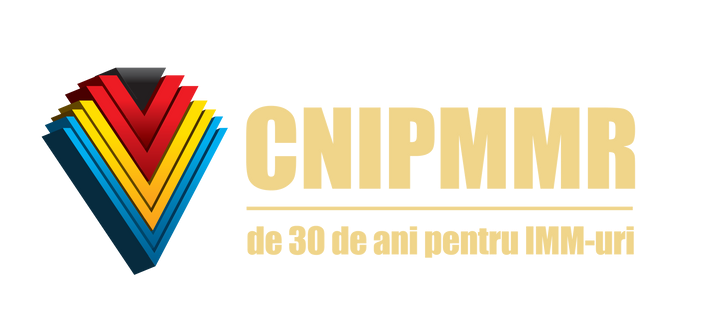 CNIPMMR
de 30 de ani pentru IMM-uri